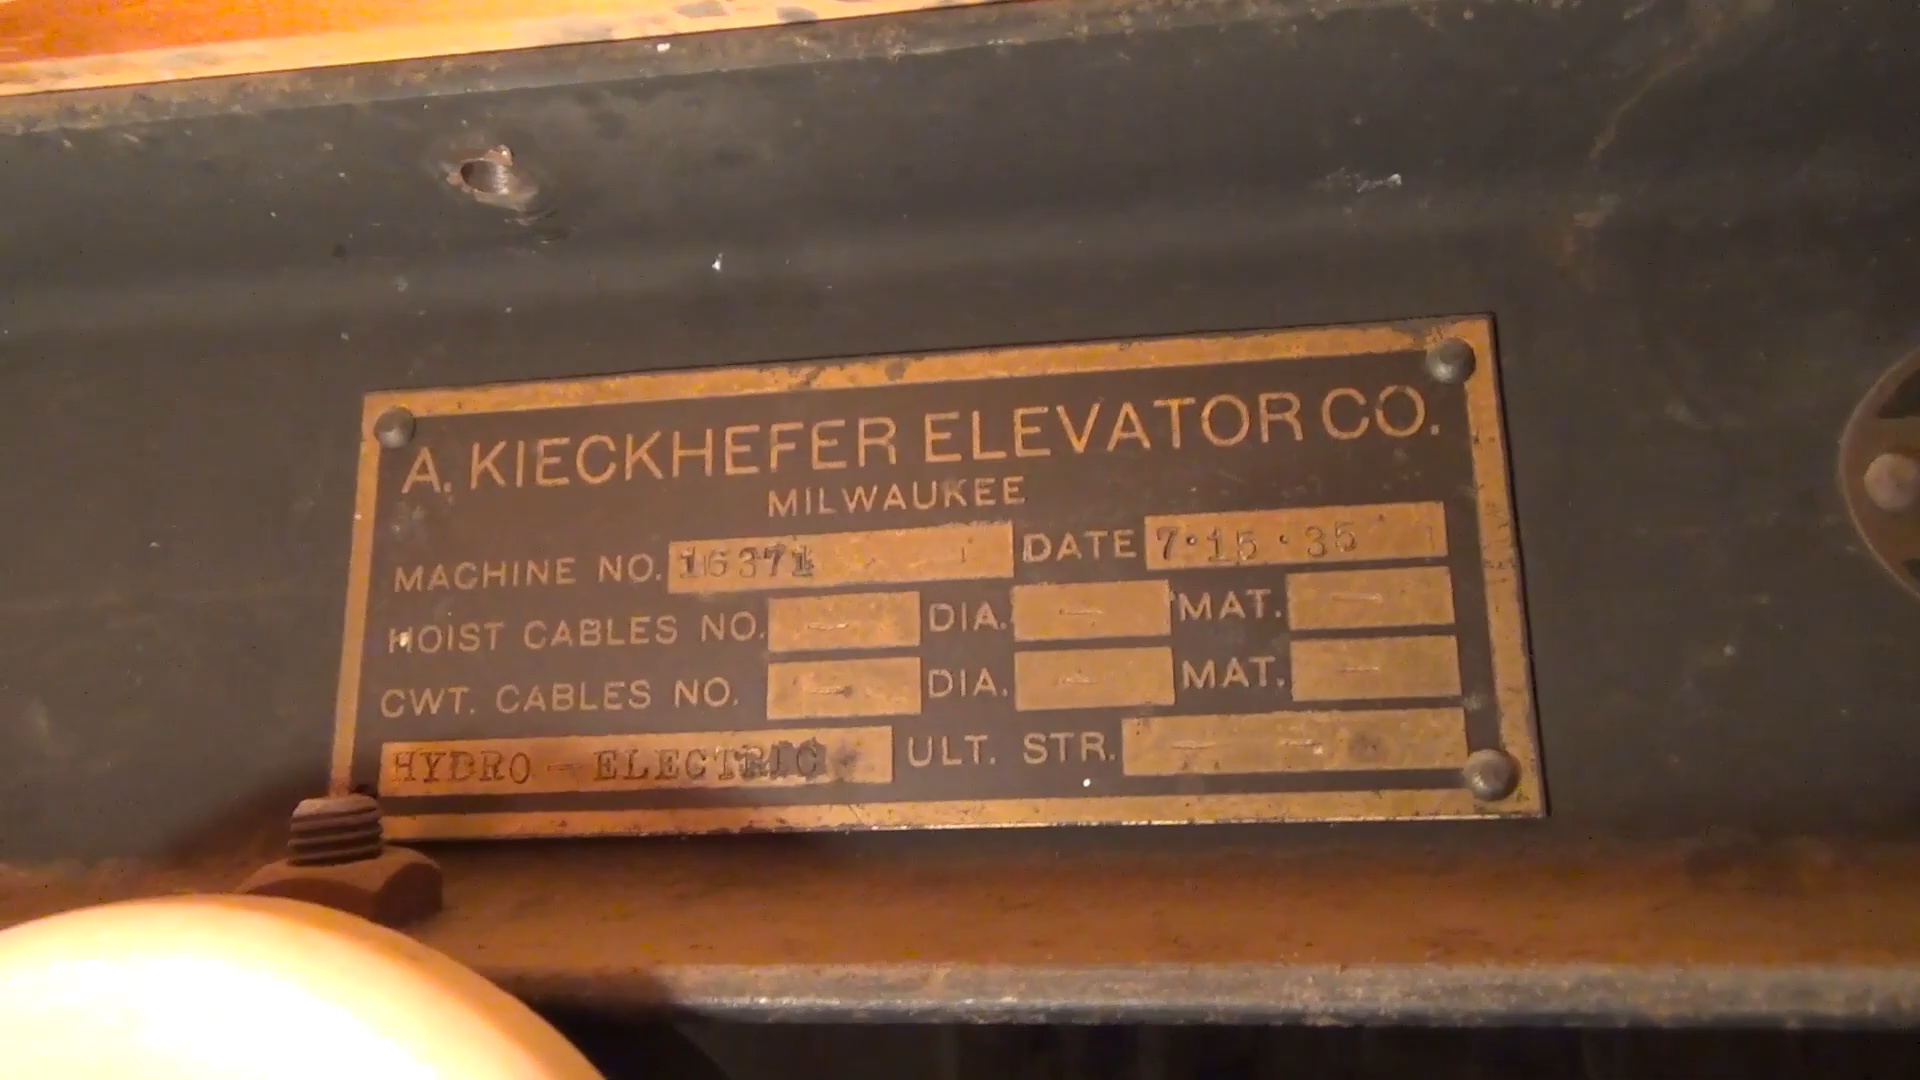 A. KIECKHEFER ELEVATOR CO.
MILWAUKEE
MACHINE NO. 16371 DATE 7·15·35
HOIST CABLES NO. - DIA. - MAT. -
CWT. CABLES NO. - DIA. - MAT. -
HYDRO-ELECTRIC ULT. STR. - -